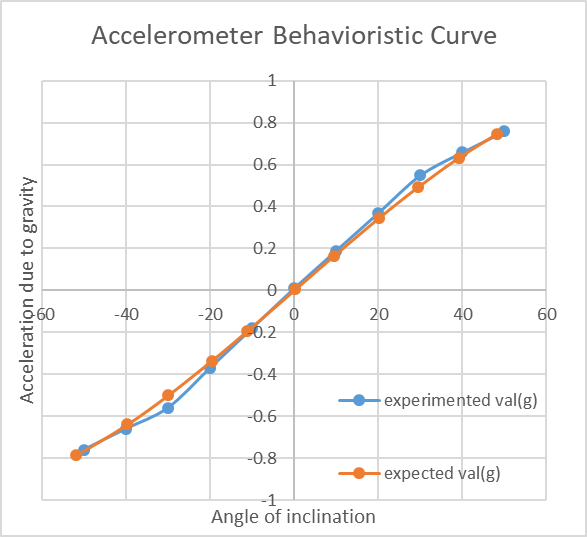 Accelerometer Behavioristic Curve
1
0.8
0.6
0.4
0.2
0
-60 -40 -20 0 20 40 60
-0.2
-0.4
-0.6
-0.8
-1
Acceleration due to gravity
experimented val(g)
expected val(g)
Angle of inclination